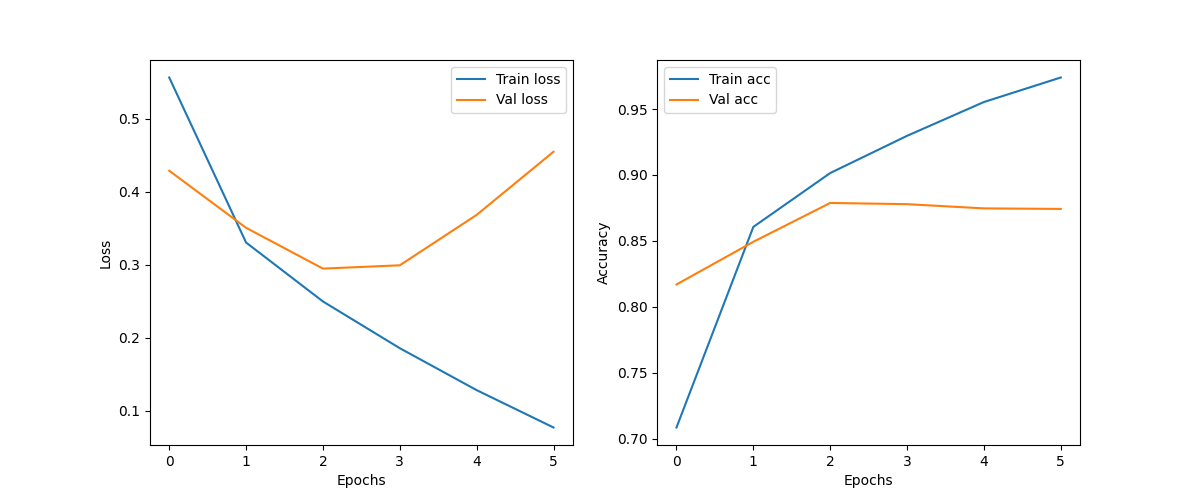 Train loss
Val loss
0.5
0.4
0.3
0.2
0.1
Loss
0 1 2 3 4 5
Epochs
Train acc
Val acc
0.95
0.90
0.85
0.80
0.75
0.70
Accuracy
0 1 2 3 4 5
Epochs